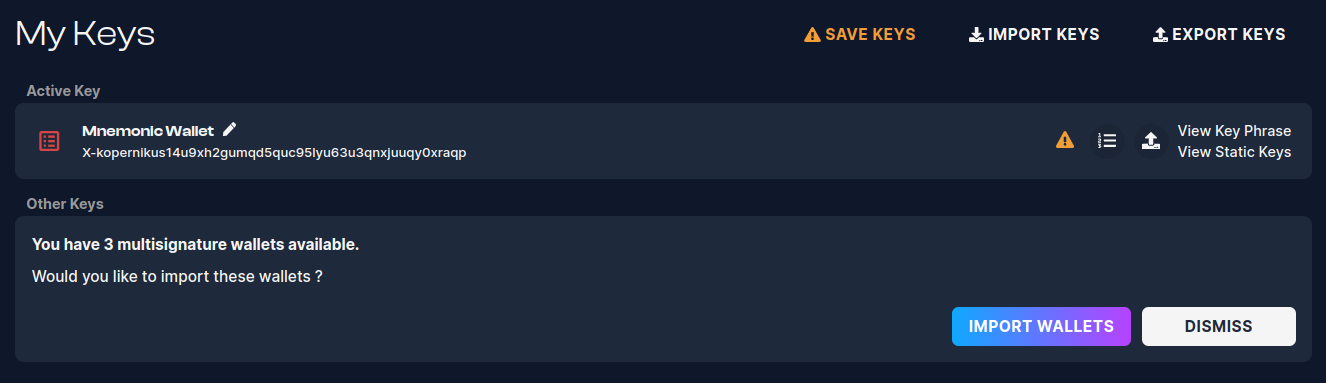 My Keys
SAVE KEYS
IMPORT KEYS
EXPORT KEYS
Active Key
Mnemonic Wallet
X-kopernikus14u9xh2gumqd5quc95lyu63u3qnxjuuqy0xraqp
View Key Phrase
View Static Keys
Other Keys
You have 3 multisignature wallets available.
Would you like to import these wallets ?
IMPORT WALLETS
DISMISS